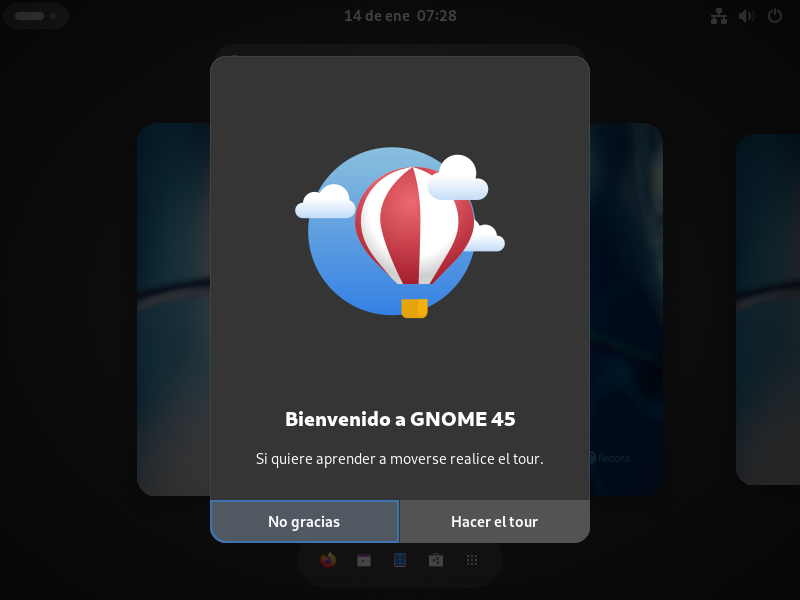 14 de ene 07:28
Bienvenido a GNOME 45
Si quiere aprender a moverse realice el tour.
fedora
No gracias
Hacer el tour